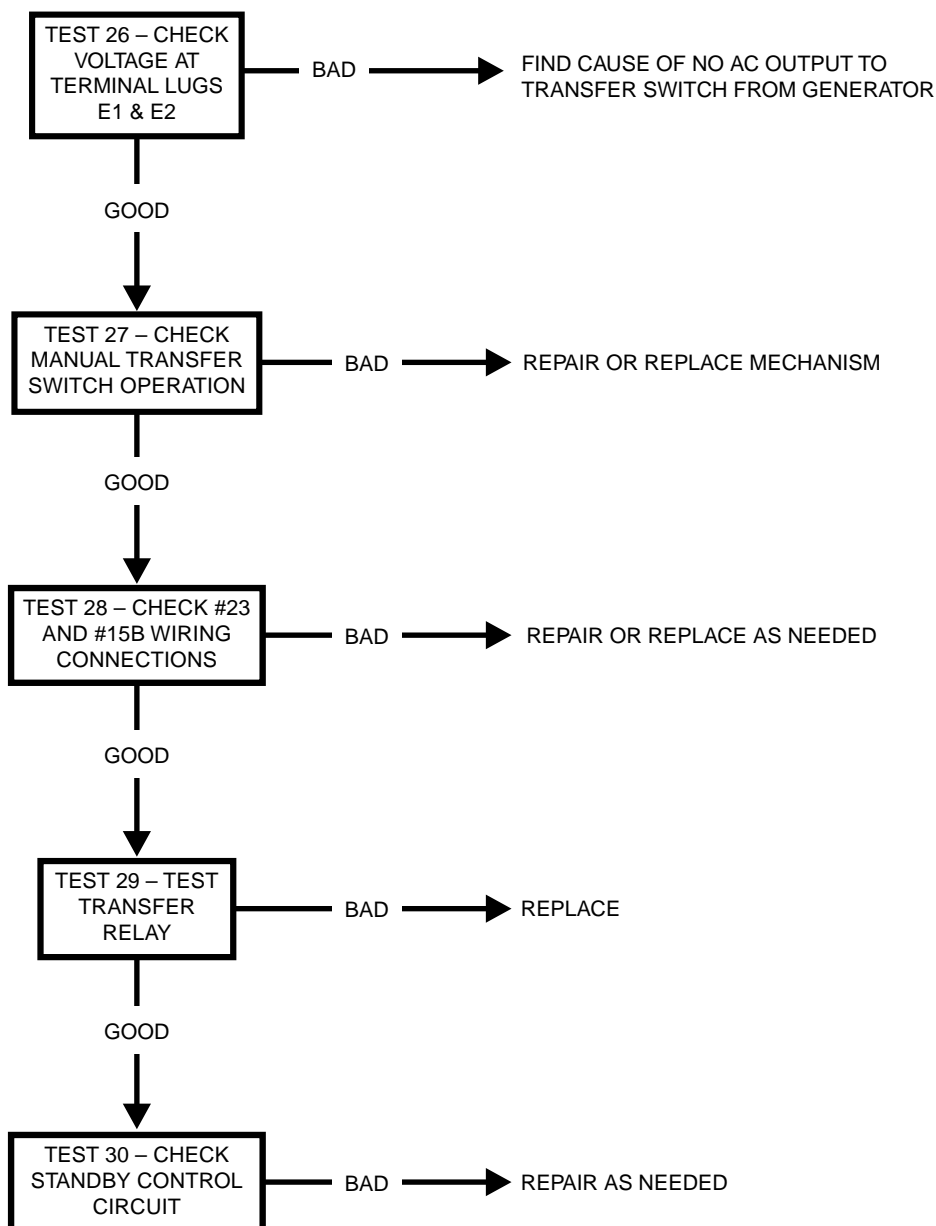 TEST 26 – CHECK
VOLTAGE AT
TERMINAL LUGS
E1 & E2
BAD
FIND CAUSE OF NO AC OUTPUT TO
TRANSFER SWITCH FROM GENERATOR
GOOD
TEST 27 – CHECK
MANUAL TRANSFER
SWITCH OPERATION
BAD
REPAIR OR REPLACE MECHANISM
GOOD
TEST 28 – CHECK #23
AND #15B WIRING
CONNECTIONS
BAD
REPAIR OR REPLACE AS NEEDED
GOOD
TEST 29 – TEST
TRANSFER
RELAY
BAD
REPLACE
GOOD
TEST 30 – CHECK
STANDBY CONTROL
CIRCUIT
BAD
REPAIR AS NEEDED